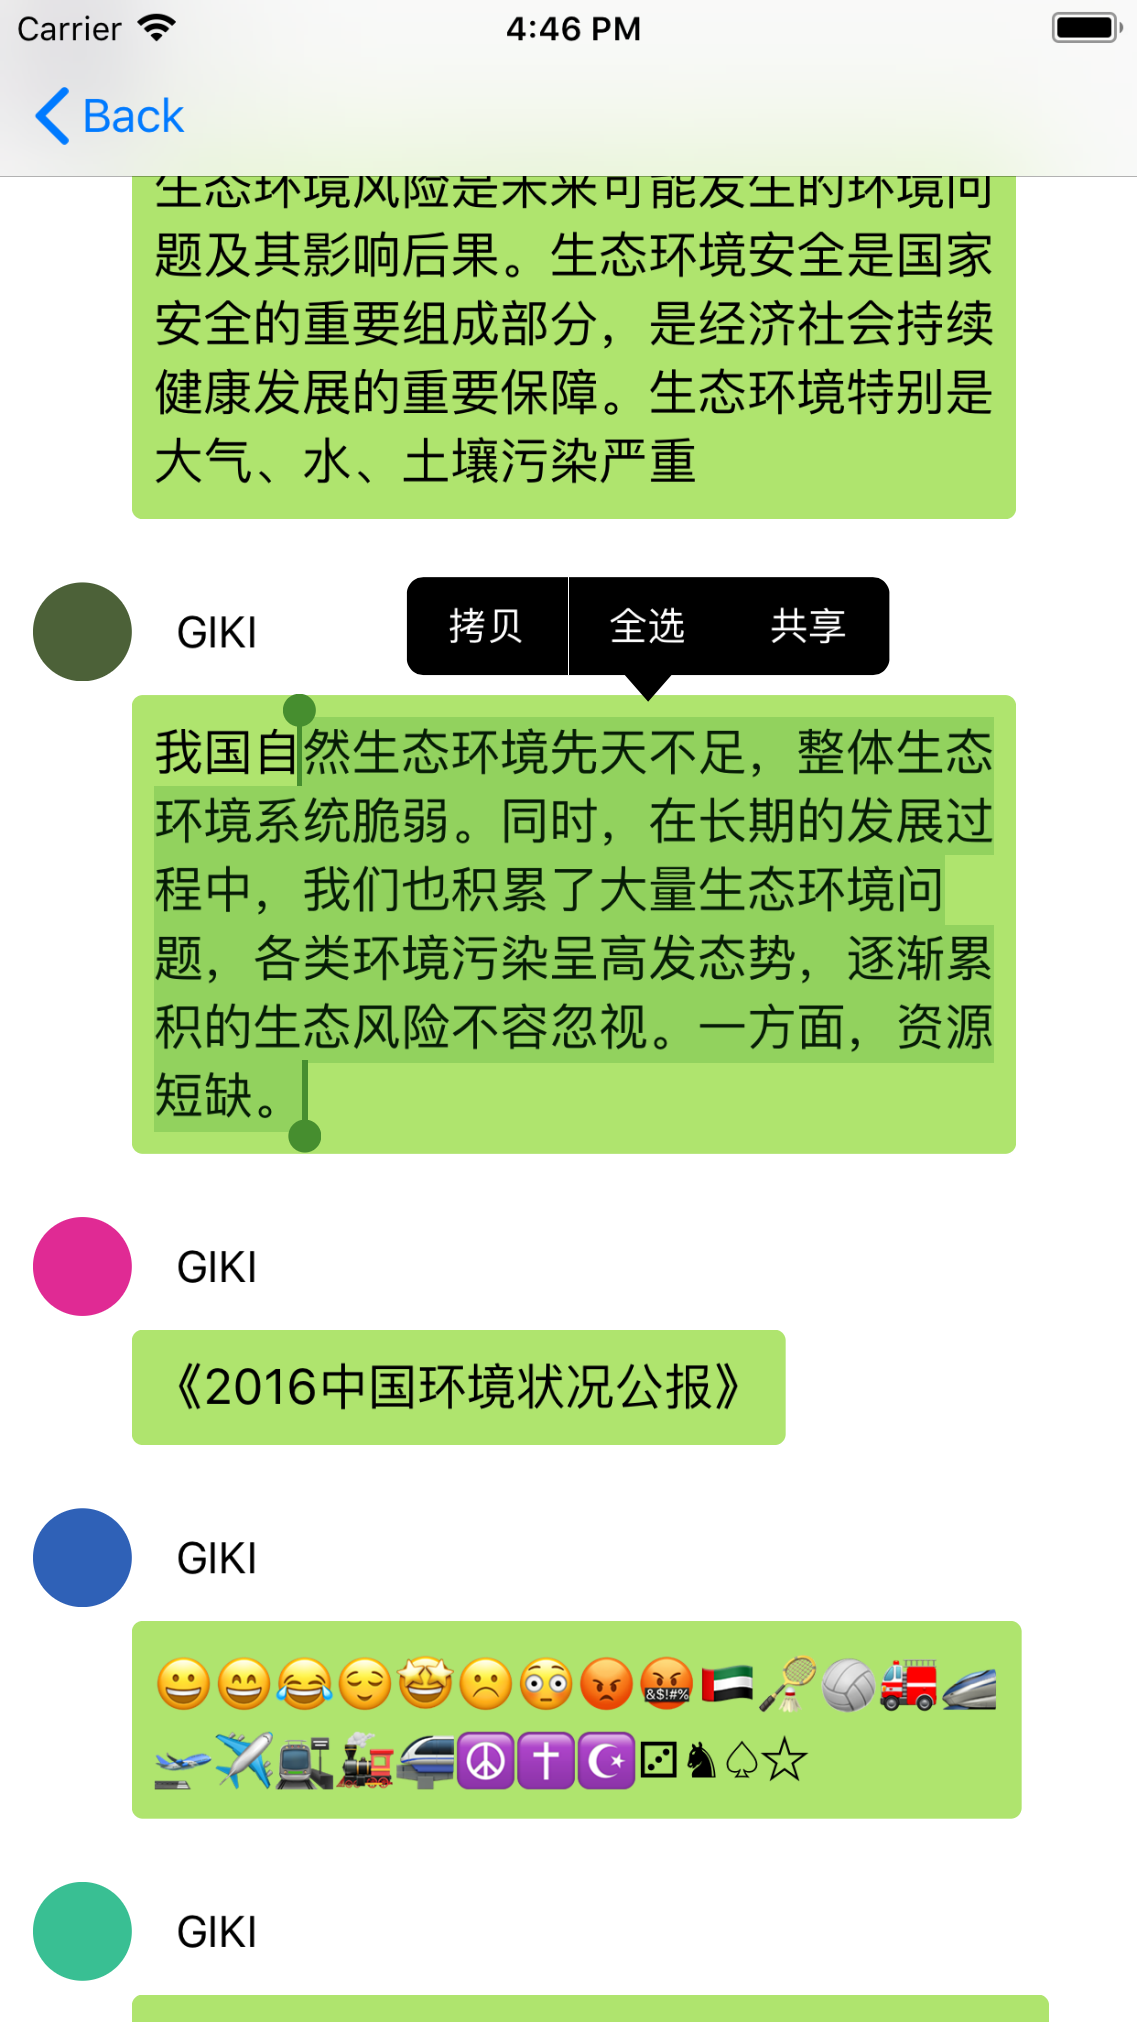 Carrier 4:46 PM
Back
生态环境风险是未来可能发生的环境问
题及其影响后果。生态环境安全是国家
安全的重要组成部分，是经济社会持续
健康发展的重要保障。生态环境特别是
大气、水、土壤污染严重
GIKI
拷贝 全选 共享
我国自然生态环境先天不足，整体生态
环境系统脆弱。同时，在长期的发展过
程中，我们也积累了大量生态环境问
题，各类环境污染呈高发态势，逐渐累
积的生态风险不容忽视。一方面，资源
短缺。
GIKI
《2016中国环境状况公报》
GIKI
😀😄😂😌🤩☹️😳😡🤬🇦🇪🏸🏐🚒🚄
🛫✈️🚉🚂🚝☮️✝️☪️⚂♞♤☆
GIKI